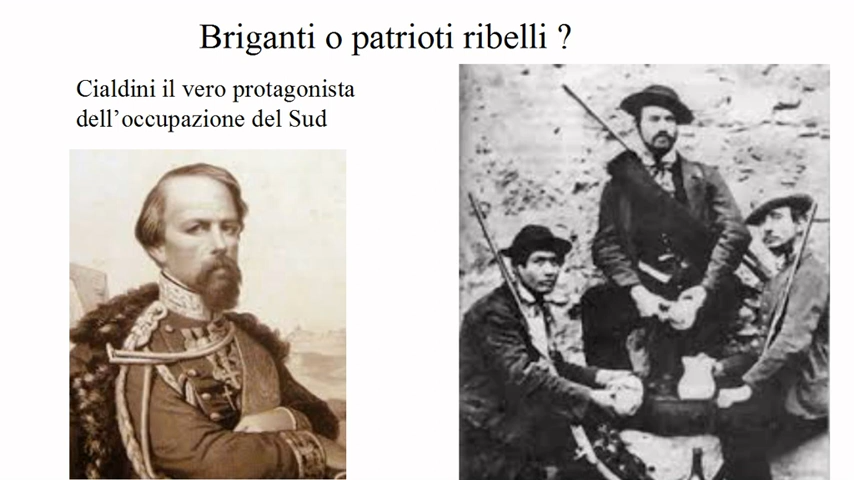 Briganti o patrioti ribelli ?
Cialdini il vero protagonista
dell’occupazione del Sud